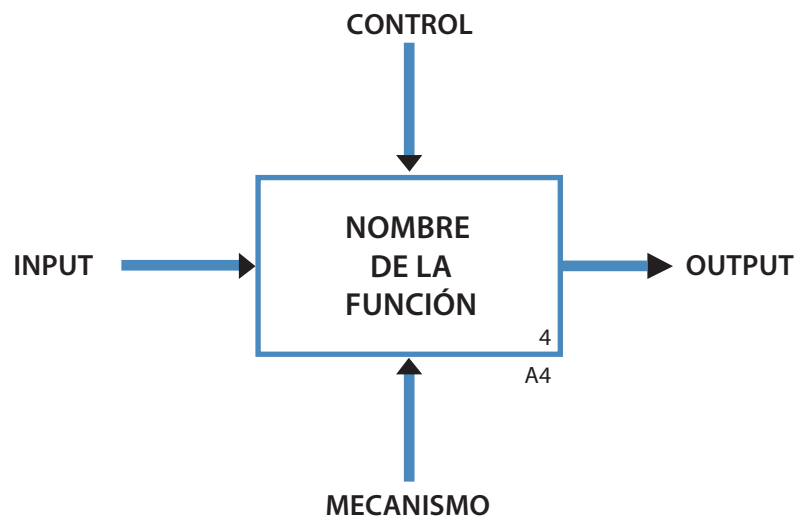 CONTROL
NOMBRE
DE LA
FUNCIÓN
INPUT
OUTPUT
4
A4
MECANISMO